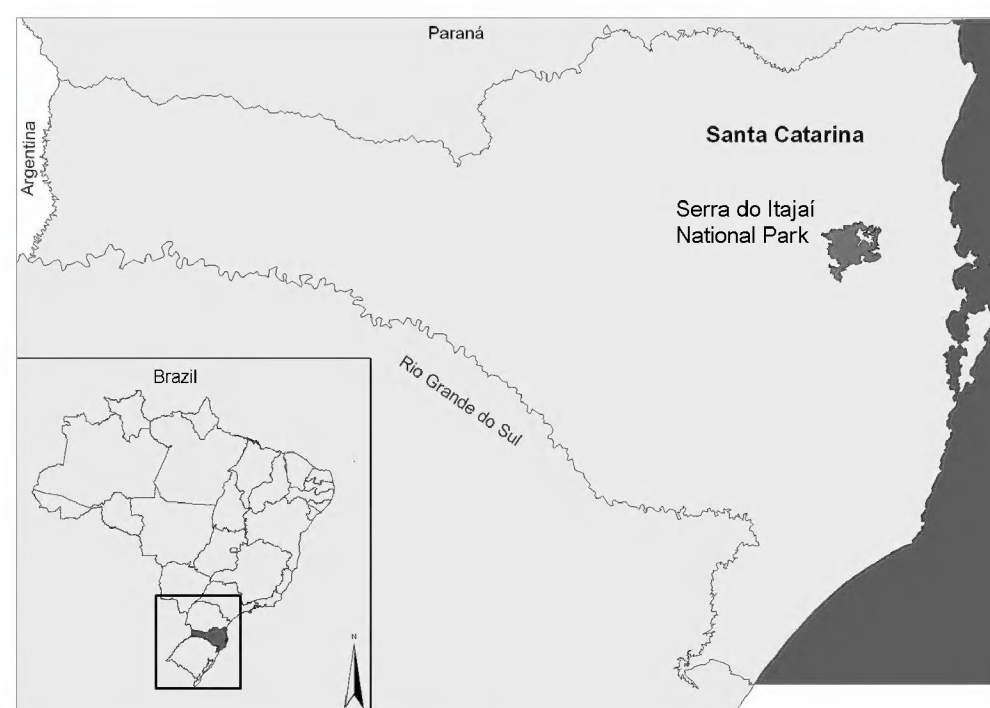 Paraná
Argentina
Santa Catarina
Serra do Itajaí
National Park
Rio Grande do Sul
Brazil
N